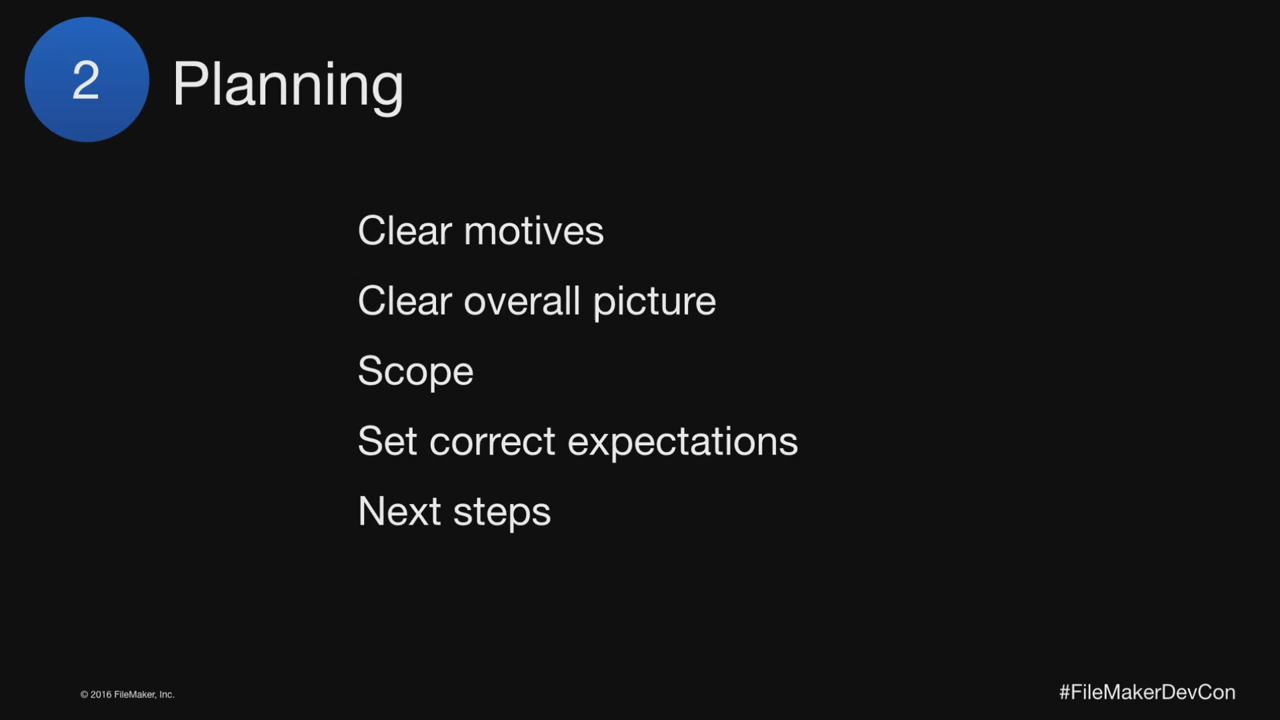 2
Planning
Clear motives
Clear overall picture
Scope
Set correct expectations
Next steps
© 2016 FileMaker, Inc.
#FileMakerDevCon